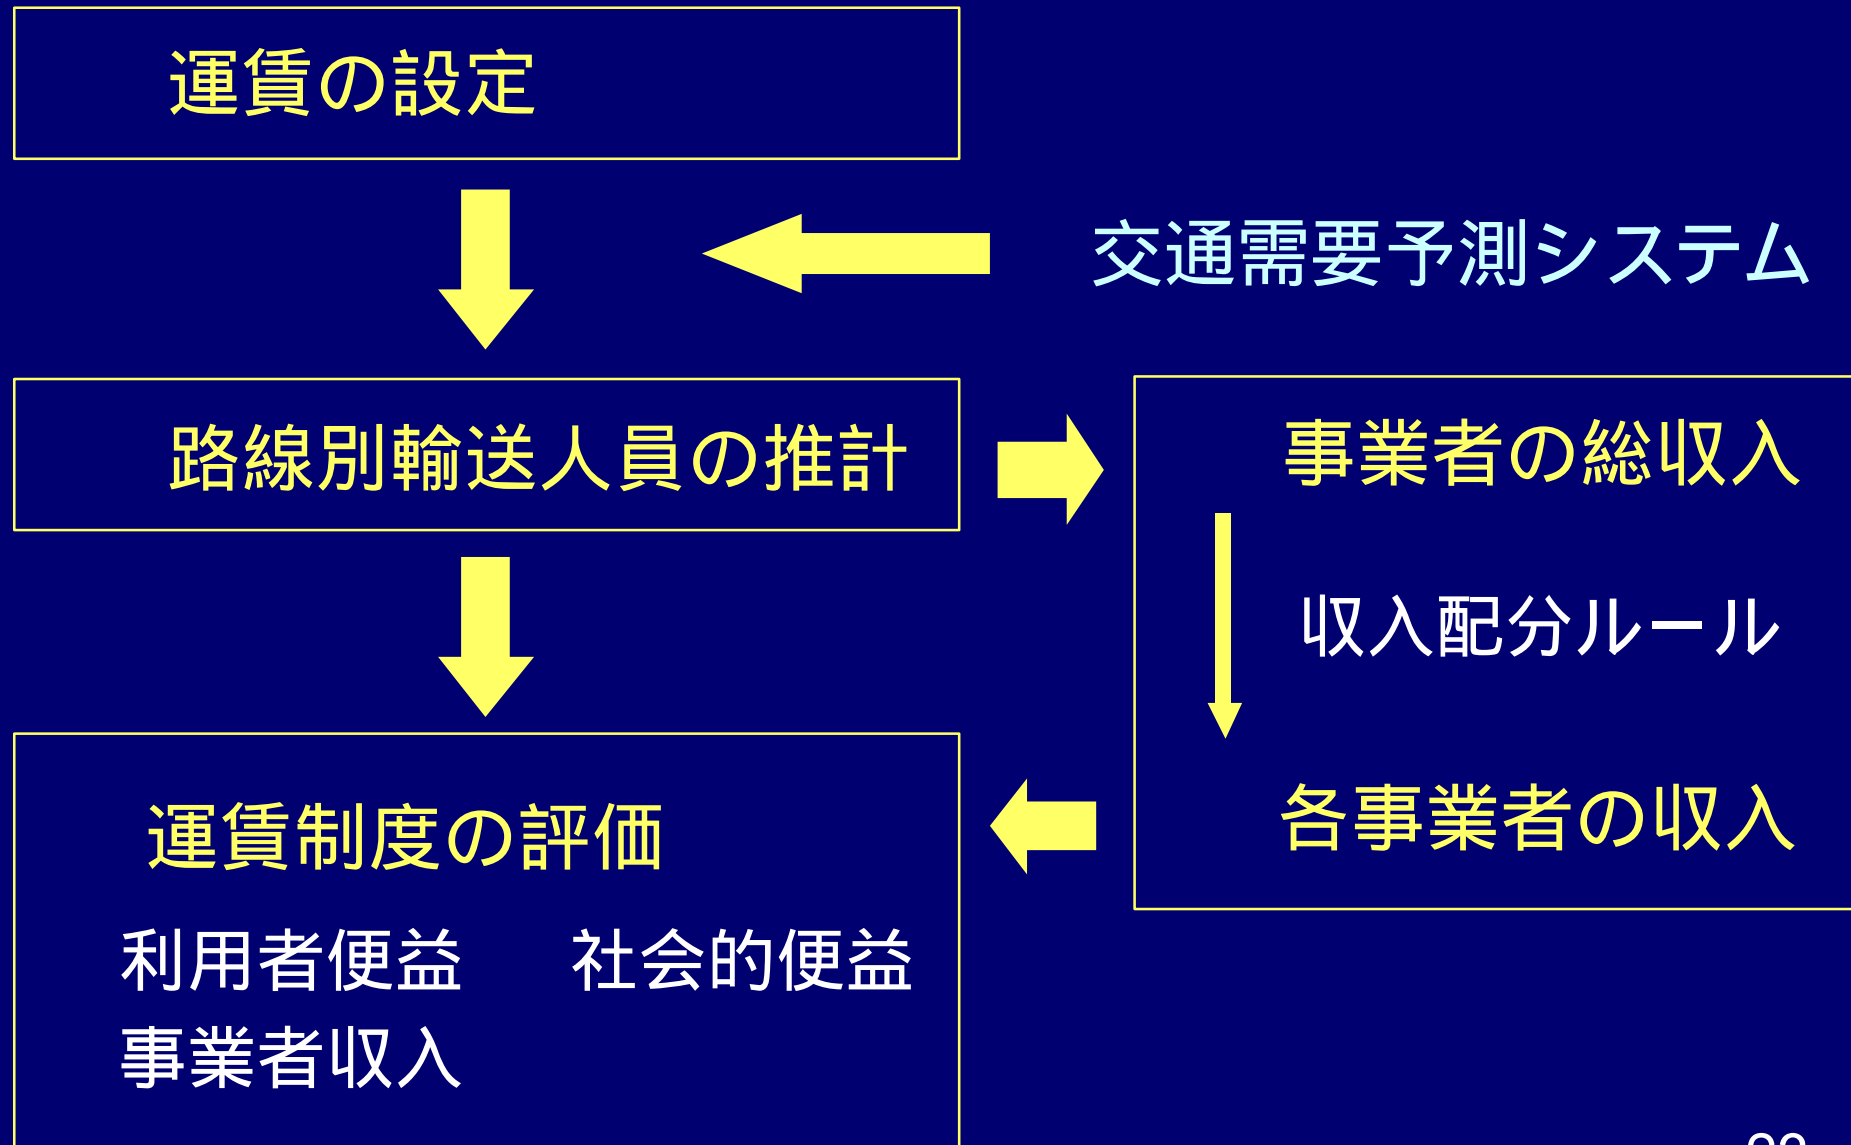 運賃の設定
交通需要予測システム
路線別輸送人員の推計
事業者の総収入
収入配分ルール
各事業者の収入
運賃制度の評価
利用者便益 社会的便益
事業者収入